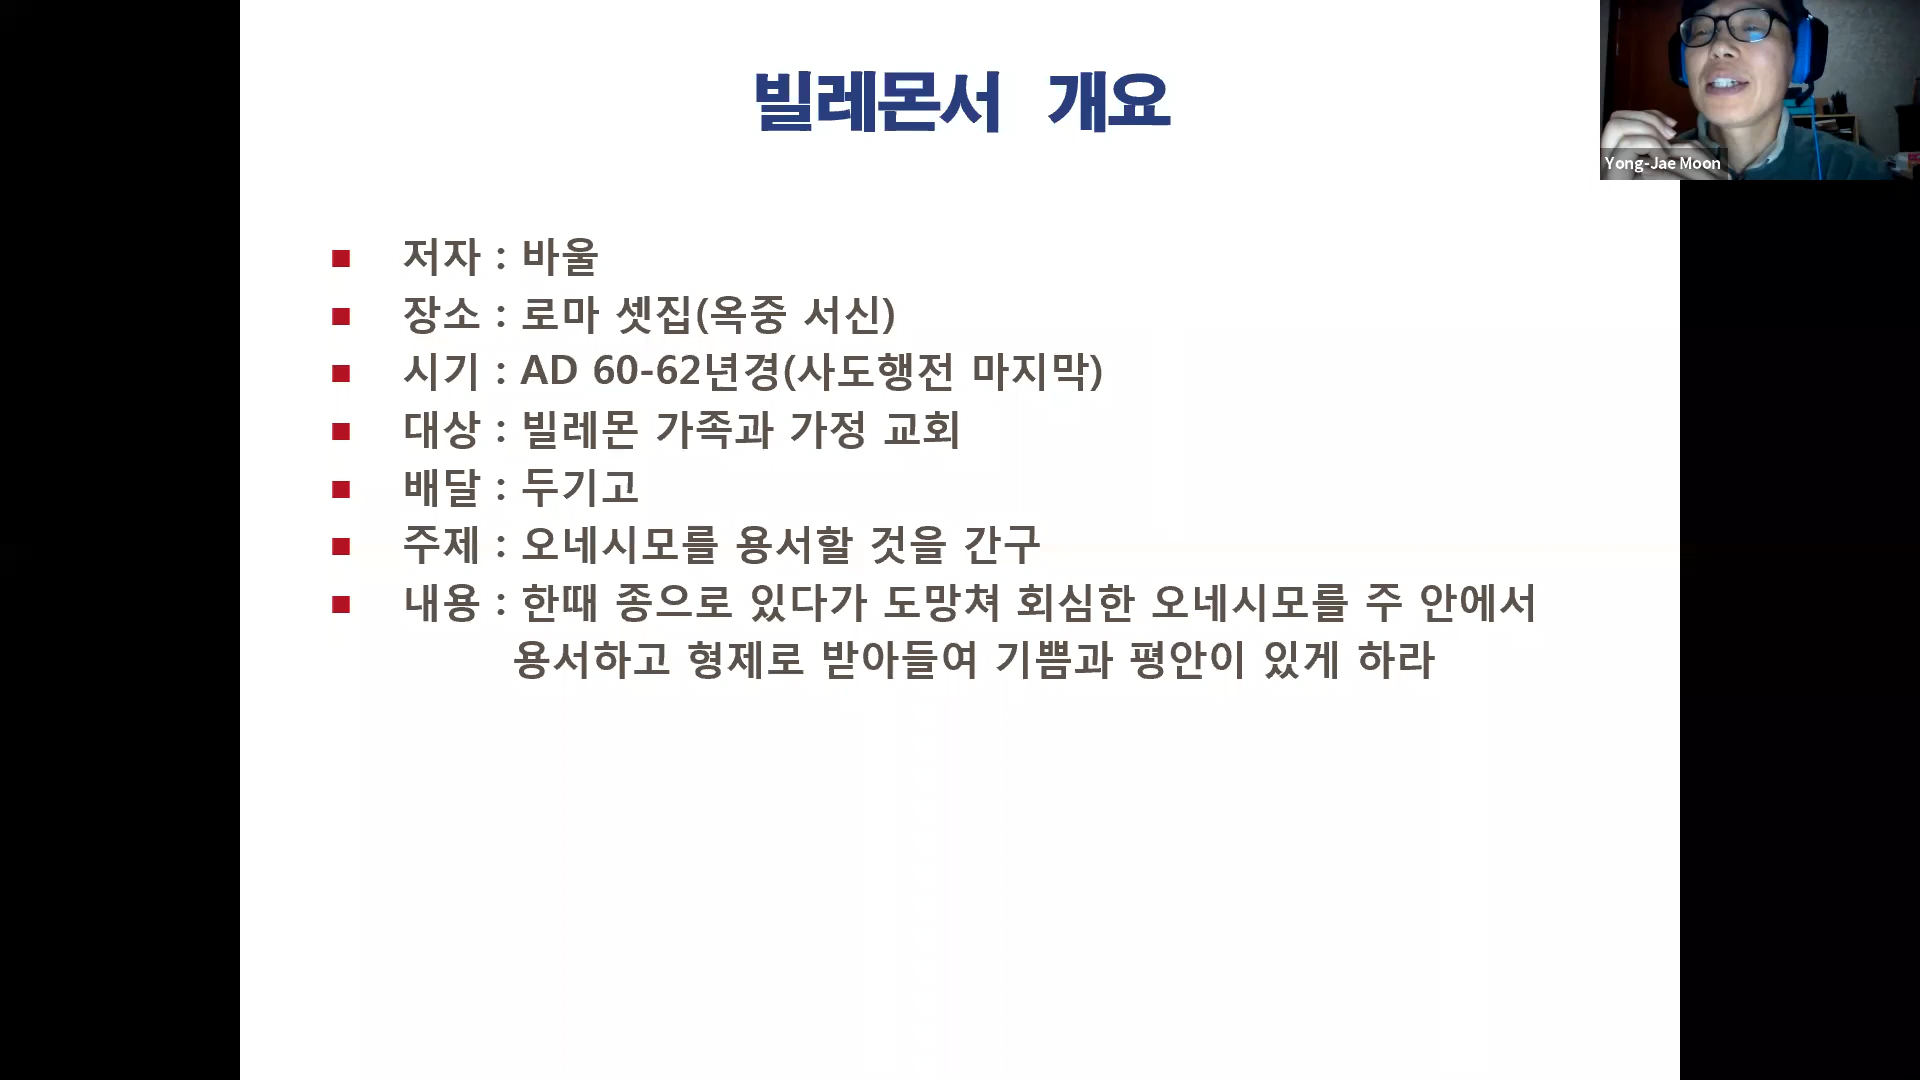 빌레몬서 개요
Yong-Jae Moon
저자 : 바울
장소 : 로마 셋집(옥중 서신)
시기 : AD 60-62년경(사도행전 마지막)
대상 : 빌레몬 가족과 가정 교회
배달 : 두기고
주제 : 오네시모를 용서할 것을 간구
내용 : 한때 종으로 있다가 도망쳐 회심한 오네시모를 주 안에서
용서하고 형제로 받아들여 기쁨과 평안이 있게 하라